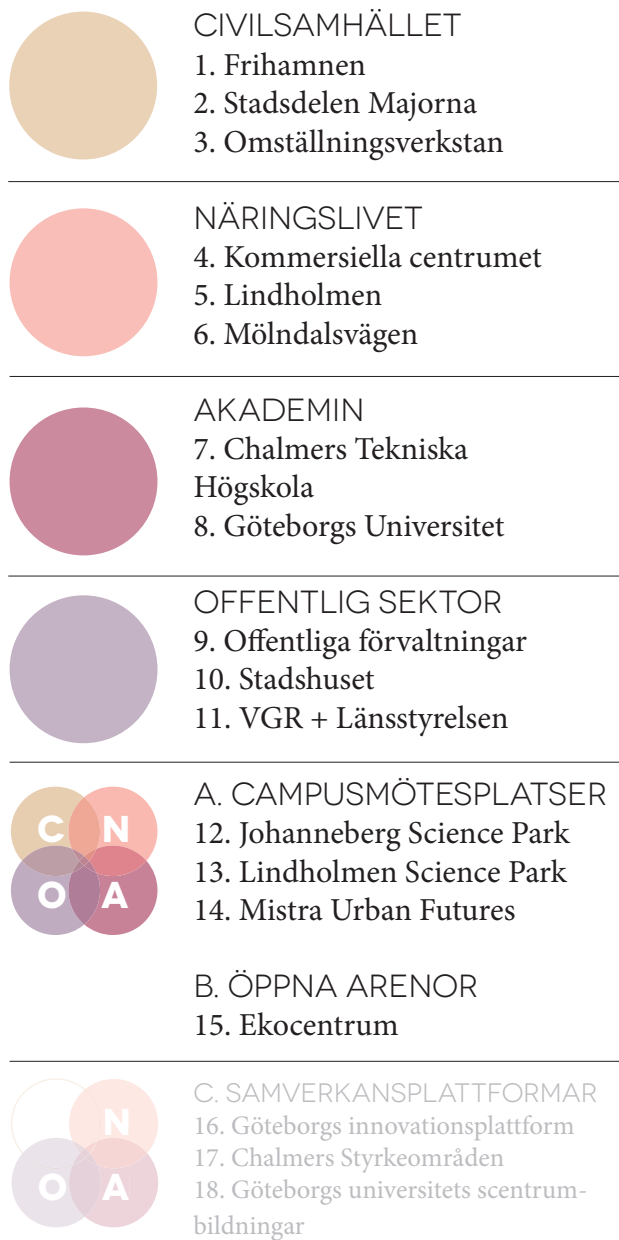 CIVILSAMHÄLLET
1. Frihamnen
2. Stadsdelen Majorna
3. Omställningsverkstan
NÄRINGSLIVET
4. Kommersiella centrumet
5. Lindholmen
6. Mölndalsvägen
AKADEMIN
7. Chalmers Tekniska
Högskola
8. Göteborgs Universitet
OFFENTLIG SEKTOR
9. Offentliga förvaltningar
10. Stadshuset
11. VGR + Länsstyrelsen
C N
O A
A. CAMPUSMÖTESPLATSER
12. Johanneberg Science Park
13. Lindholmen Science Park
14. Mistra Urban Futures
B. ÖPPNA ARENOR
15. Ekocentrum
N
O A
C. SAMVERKANSPLATTFORMAR
16. Göteborgs innovationsplattform
17. Chalmers Styrkeområden
18. Göteborgs universitets scentrum-
bildningar